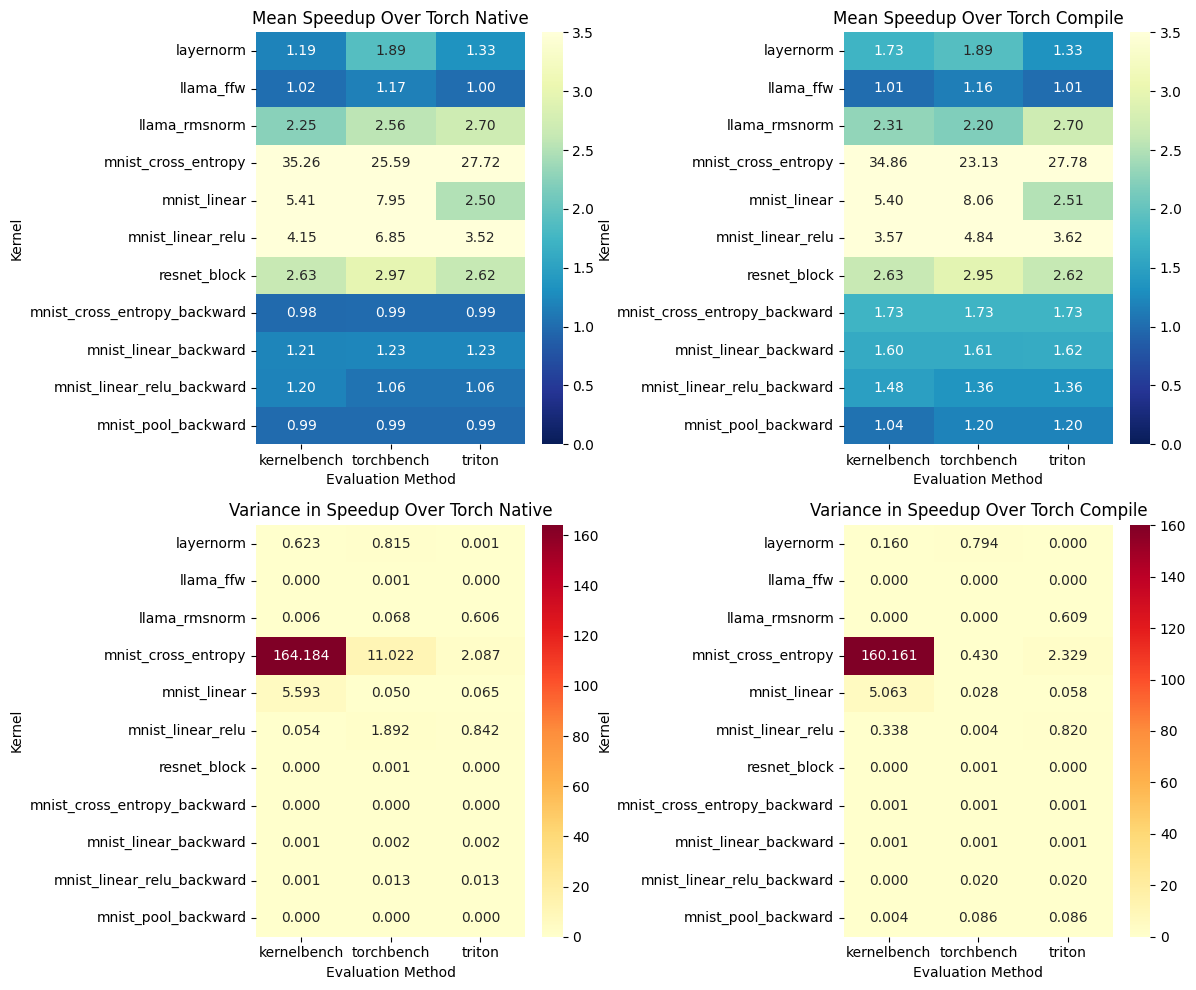 Mean Speedup Over Torch Native
Kernel
layernorm 1.19 1.89 1.33
llama_ffw 1.02 1.17 1.00
llama_rmsnorm 2.25 2.56 2.70
mnist_cross_entropy 35.26 25.59 27.72
mnist_linear 5.41 7.95 2.50
mnist_linear_relu 4.15 6.85 3.52
resnet_block 2.63 2.97 2.62
mnist_cross_entropy_backward 0.98 0.99 0.99
mnist_linear_backward 1.21 1.23 1.23
mnist_linear_relu_backward 1.20 1.06 1.06
mnist_pool_backward 0.99 0.99 0.99
kernelbench torchbench triton
Evaluation Method
3.5
3.0
2.5
2.0
1.5
1.0
0.5
0.0
Mean Speedup Over Torch Compile
Kernel
layernorm 1.73 1.89 1.33
llama_ffw 1.01 1.16 1.01
llama_rmsnorm 2.31 2.20 2.70
mnist_cross_entropy 34.86 23.13 27.78
mnist_linear 5.40 8.06 2.51
mnist_linear_relu 3.57 4.84 3.62
resnet_block 2.63 2.95 2.62
mnist_cross_entropy_backward 1.73 1.73 1.73
mnist_linear_backward 1.60 1.61 1.62
mnist_linear_relu_backward 1.48 1.36 1.36
mnist_pool_backward 1.04 1.20 1.20
kernelbench torchbench triton
Evaluation Method
3.5
3.0
2.5
2.0
1.5
1.0
0.5
0.0
Variance in Speedup Over Torch Native
Kernel
layernorm 0.623 0.815 0.001
llama_ffw 0.000 0.001 0.000
llama_rmsnorm 0.006 0.068 0.606
mnist_cross_entropy 164.184 11.022 2.087
mnist_linear 5.593 0.050 0.065
mnist_linear_relu 0.054 1.892 0.842
resnet_block 0.000 0.001 0.000
mnist_cross_entropy_backward 0.000 0.000 0.000
mnist_linear_backward 0.001 0.002 0.002
mnist_linear_relu_backward 0.001 0.013 0.013
mnist_pool_backward 0.000 0.000 0.000
kernelbench torchbench triton
Evaluation Method
160
140
120
100
80
60
40
20
0
Variance in Speedup Over Torch Compile
Kernel
layernorm 0.160 0.794 0.000
llama_ffw 0.000 0.000 0.000
llama_rmsnorm 0.000 0.000 0.609
mnist_cross_entropy 160.161 0.430 2.329
mnist_linear 5.063 0.028 0.058
mnist_linear_relu 0.338 0.004 0.820
resnet_block 0.000 0.001 0.000
mnist_cross_entropy_backward 0.001 0.001 0.001
mnist_linear_backward 0.001 0.001 0.001
mnist_linear_relu_backward 0.000 0.020 0.020
mnist_pool_backward 0.004 0.086 0.086
kernelbench torchbench triton
Evaluation Method
160
140
120
100
80
60
40
20
0